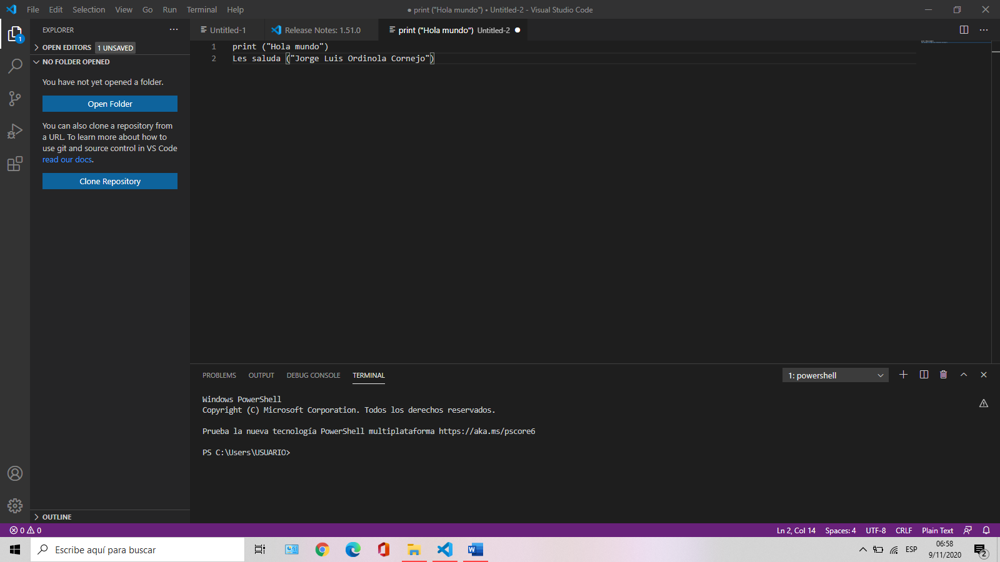 File Edit Selection View Go Run Terminal Help
● print ("Hola mundo") • Untitled-2 - Visual Studio Code
EXPLORER
OPEN EDITORS 1 UNSAVED
NO FOLDER OPENED
You have not yet opened a folder.
Open Folder
You can also clone a repository from
a URL. To learn more about how to
use git and source control in VS Code
read our docs.
Clone Repository
OUTLINE
1
Untitled-1
Release Notes: 1.51.0
print ("Hola mundo") Untitled-2
1 print ("Hola mundo")
2 Les saluda ("Jorge Luis Ordinola Cornejo")
PROBLEMS OUTPUT DEBUG CONSOLE TERMINAL
1: powershell
Windows PowerShell
Copyright (C) Microsoft Corporation. Todos los derechos reservados.
Prueba la nueva tecnología PowerShell multiplataforma https://aka.ms/pscore6
PS C:\Users\USUARIO>
0 0
Ln 2, Col 14 Spaces: 4 UTF-8 CRLF Plain Text
Escribe aquí para buscar
ESP
06:58
9/11/2020
2